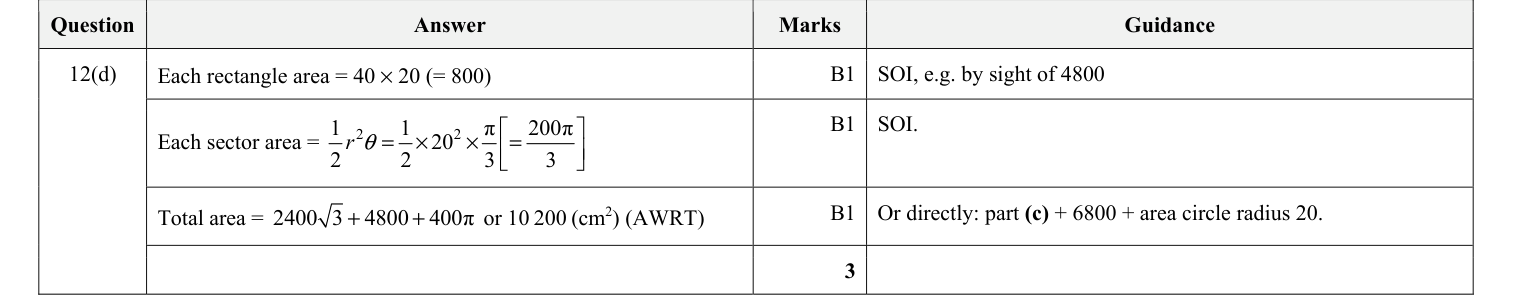 Question Answer Marks Guidance
12(d) Each rectangle area = 40 × 20 (= 800) B1 SOI, e.g. by sight of 4800
Each sector area = 1/2 r²θ = 1/2 × 20² × π/3 [= 200π/3] B1 SOI.
Total area = 2400√3 + 4800 + 400π or 10 200 (cm²) (AWRT) B1 Or directly: part (c) + 6800 + area circle radius 20.
3